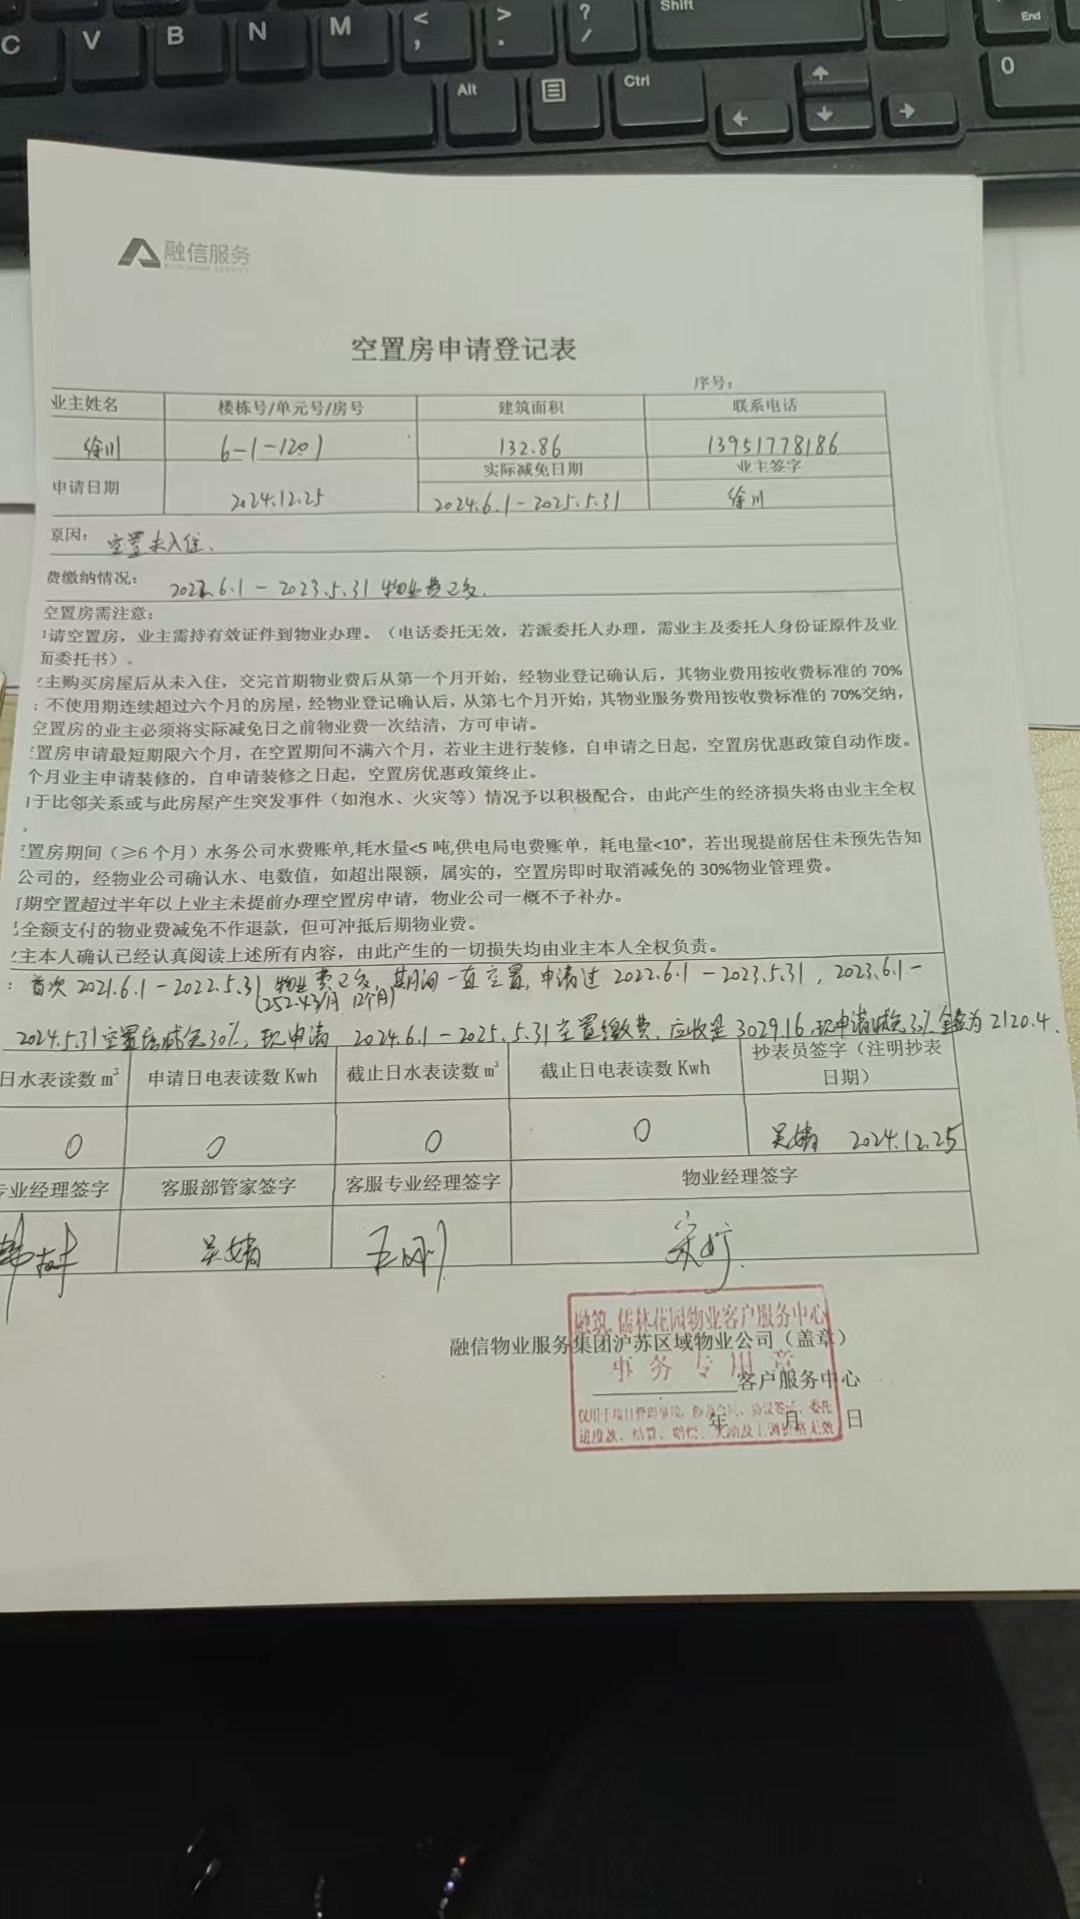 C V B N M < , > . ? / Shift End
Alt Ctrl 0
融信服务
RONSHINE SERVICE
空置房申请登记表
序号:
业主姓名 楼栋号/单元号/房号 建筑面积 联系电话
徐川 6-1-1201 132.86 13951778186
申请日期 2024.12.25 实际减免日期 业主签字
2024.6.1-2025.5.31 徐川
原因: 空置未入住.
费缴纳情况: 2022.6.1-2023.5.31 物业费已交.
空置房需注意:
请空置房，业主需持有效证件到物业办理。（电话委托无效，若派委托人办理，需业主及委托人身份证原件及业
面委托书）。
主购买房屋后从未入住，交完首期物业费后从第一个月开始，经物业登记确认后，其物业费用按收费标准的 70%
；不使用期连续超过六个月的房屋，经物业登记确认后，从第七个月开始，其物业服务费用按收费标准的 70%交纳，
空置房的业主必须将实际减免日之前物业费一次结清，方可申请。
置房申请最短期限六个月，在空置期间不满六个月，若业主进行装修，自申请之日起，空置房优惠政策自动作废。
个月业主申请装修的，自申请装修之日起，空置房优惠政策终止。
于比邻关系或与此房屋产生突发事件（如泡水、火灾等）情况予以积极配合，由此产生的经济损失将由业主全权
。
置房期间（≥6 个月）水务公司水费账单,耗水量<5 吨,供电局电费账单，耗电量<10°，若出现提前居住未预先告知
公司的，经物业公司确认水、电数值，如超出限额，属实的，空置房即时取消减免的 30%物业管理费。
期空置超过半年以上业主未提前办理空置房申请，物业公司一概不予补办。
全额支付的物业费减免不作退款，但可冲抵后期物业费。
主本人确认已经认真阅读上述所有内容，由此产生的一切损失均由业主本人全权负责。
: 首次 2021.6.1-2022.5.31 物业费已交, 期间一直空置, 申请过 2022.6.1-2023.5.31, 2023.6.1-
(252.43/月 12个月)
2024.5.31空置房减免30%, 现申请 2024.6.1-2025.5.31空置缴费. 应收是 3029.16, 现申请减免30% 金额为 2120.4.
日水表读数 m³ 申请日电表读数 Kwh 截止日水表读数 m³ 截止日电表读数 Kwh 抄表员签字（注明抄表
日期）
0 0 0 0 吴婧 2024.12.25
专业经理签字 客服部管家签字 客服专业经理签字 物业经理签字
吴婧
融筑.儒林花园物业客户服务中心
融信物业服务集团沪苏区域物业公司（盖章）
事务专用章
客户服务中心
年 月 日